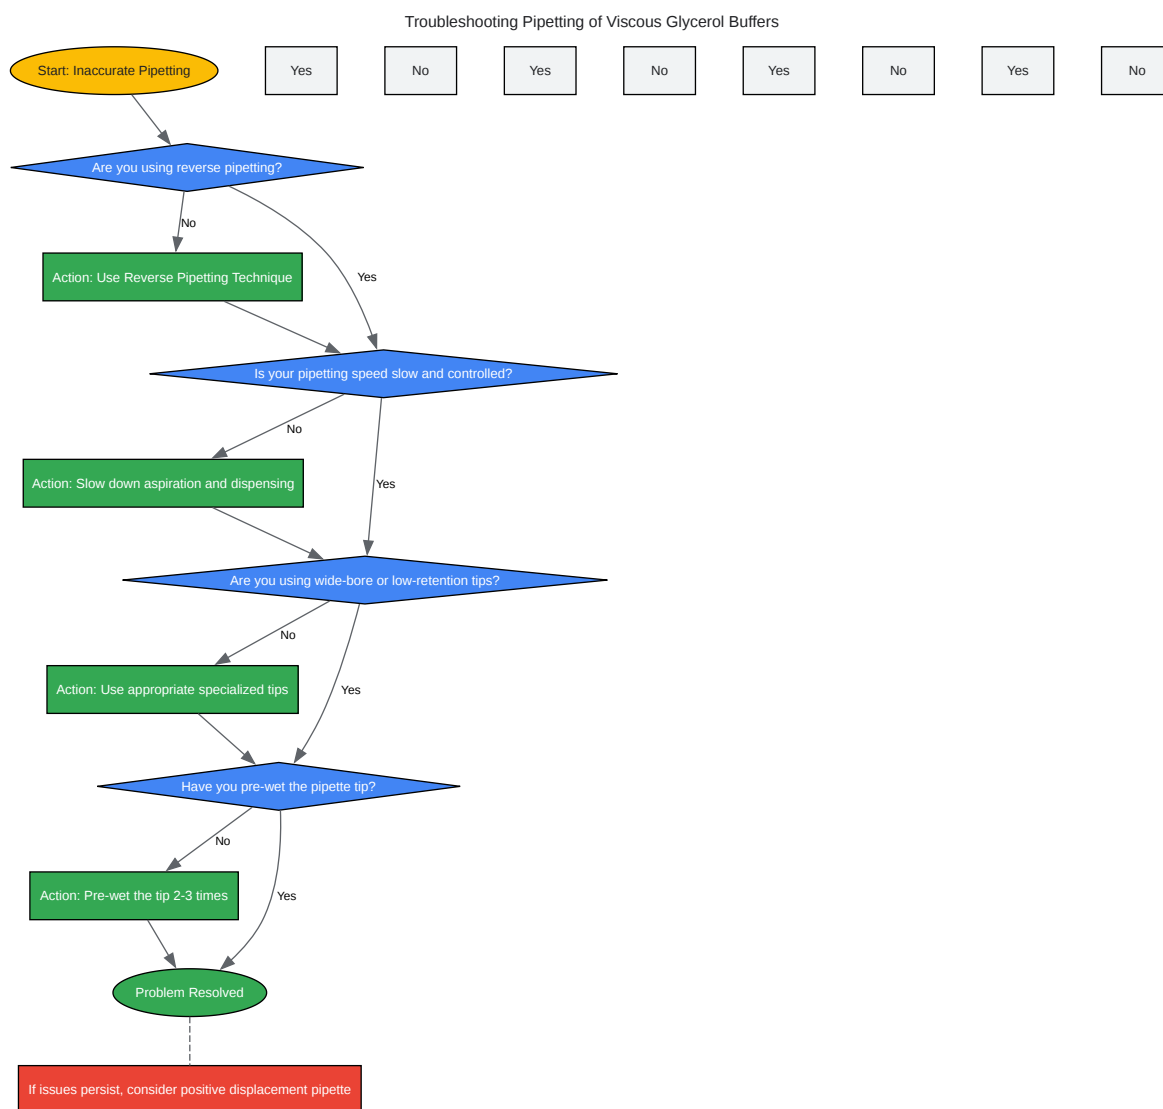 Troubleshooting Pipetting of Viscous Glycerol Buffers
Start: Inaccurate Pipetting
Yes
No
Yes
No
Yes
No
Yes
No
Are you using reverse pipetting?
No
Action: Use Reverse Pipetting Technique
Yes
Is your pipetting speed slow and controlled?
No
Action: Slow down aspiration and dispensing
Yes
Are you using wide-bore or low-retention tips?
No
Action: Use appropriate specialized tips
Yes
Have you pre-wet the pipette tip?
No
Action: Pre-wet the tip 2-3 times
Yes
Problem Resolved
If issues persist, consider positive displacement pipette